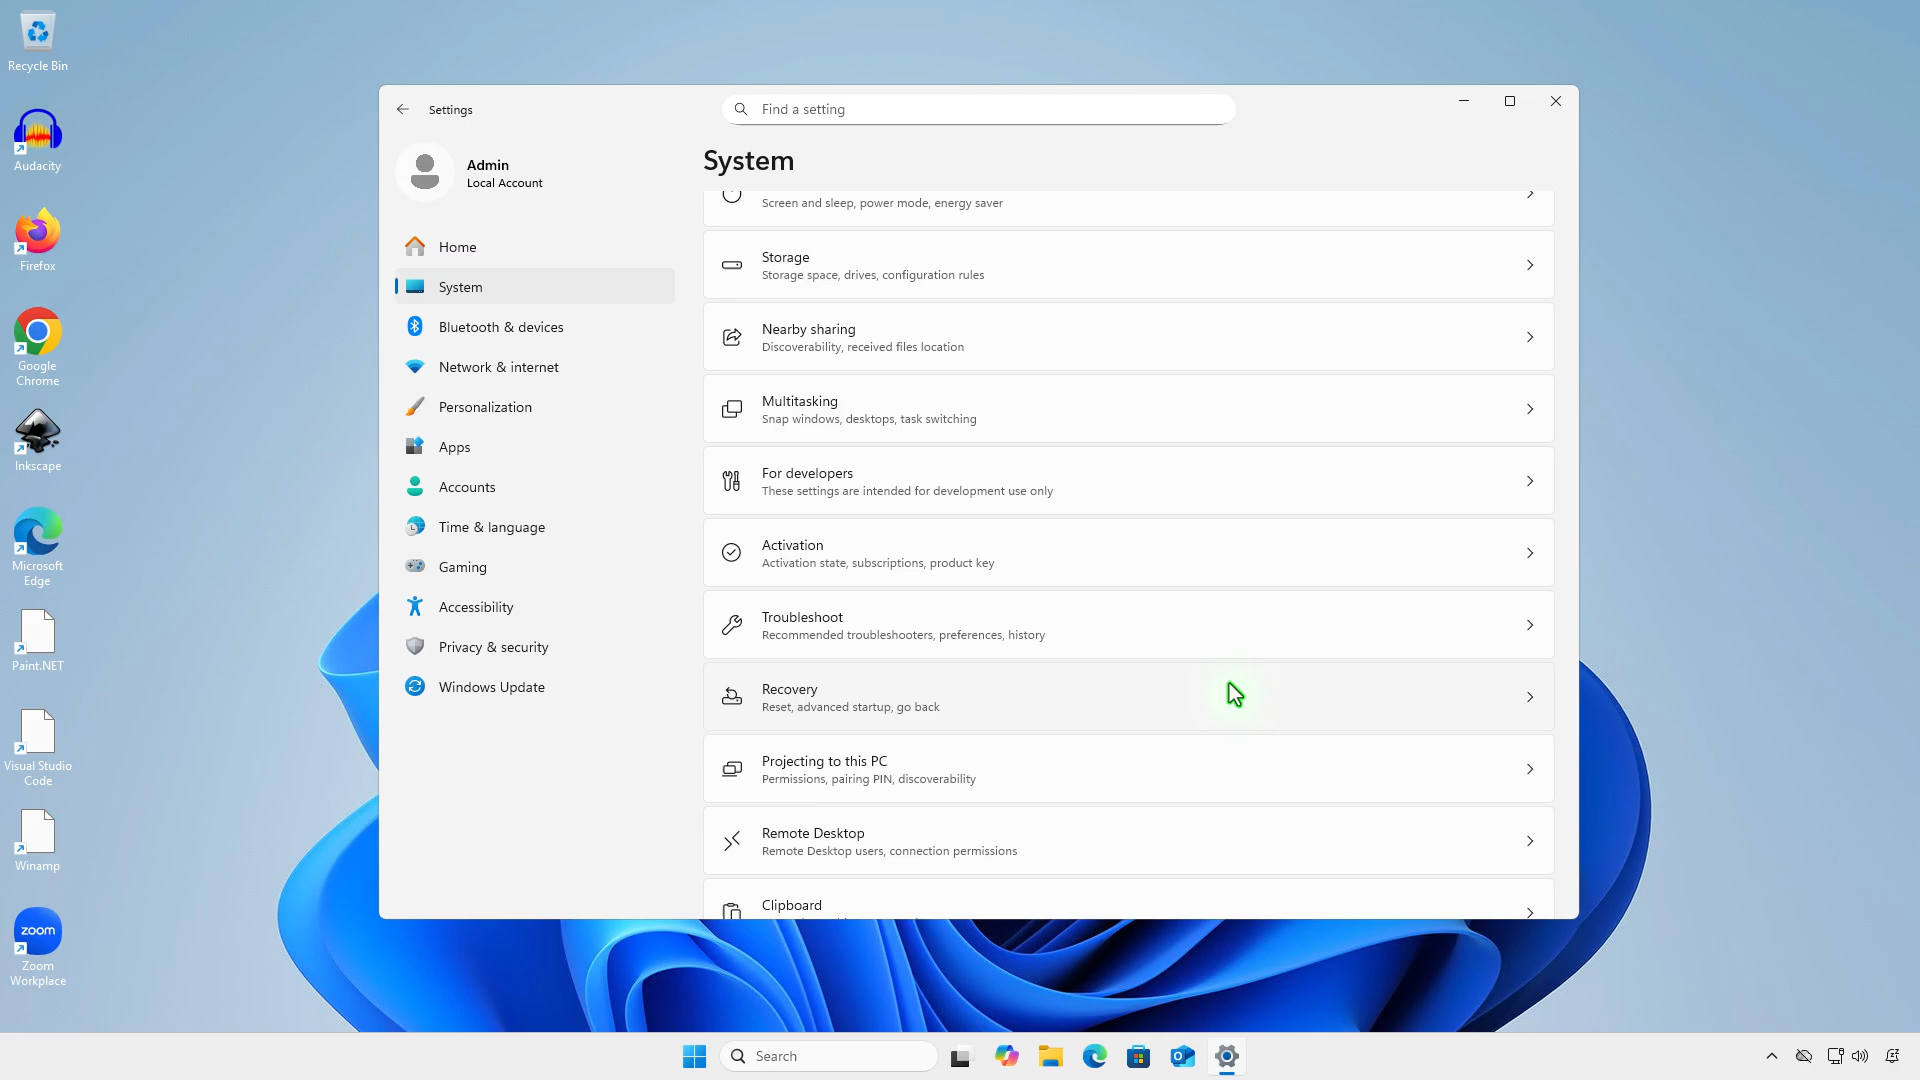 Recycle Bin
Audacity
Firefox
Google
Chrome
Inkscape
Microsoft
Edge
Paint.NET
Visual Studio
Code
Winamp
zoom
Zoom
Workplace
Settings
Find a setting
Admin
Local Account
Home
System
Bluetooth & devices
Network & internet
Personalization
Apps
Accounts
Time & language
Gaming
Accessibility
Privacy & security
Windows Update
System
Screen and sleep, power mode, energy saver
Storage
Storage space, drives, configuration rules
Nearby sharing
Discoverability, received files location
Multitasking
Snap windows, desktops, task switching
For developers
These settings are intended for development use only
Activation
Activation state, subscriptions, product key
Troubleshoot
Recommended troubleshooters, preferences, history
Recovery
Reset, advanced startup, go back
Projecting to this PC
Permissions, pairing PIN, discoverability
Remote Desktop
Remote Desktop users, connection permissions
Clipboard
Search